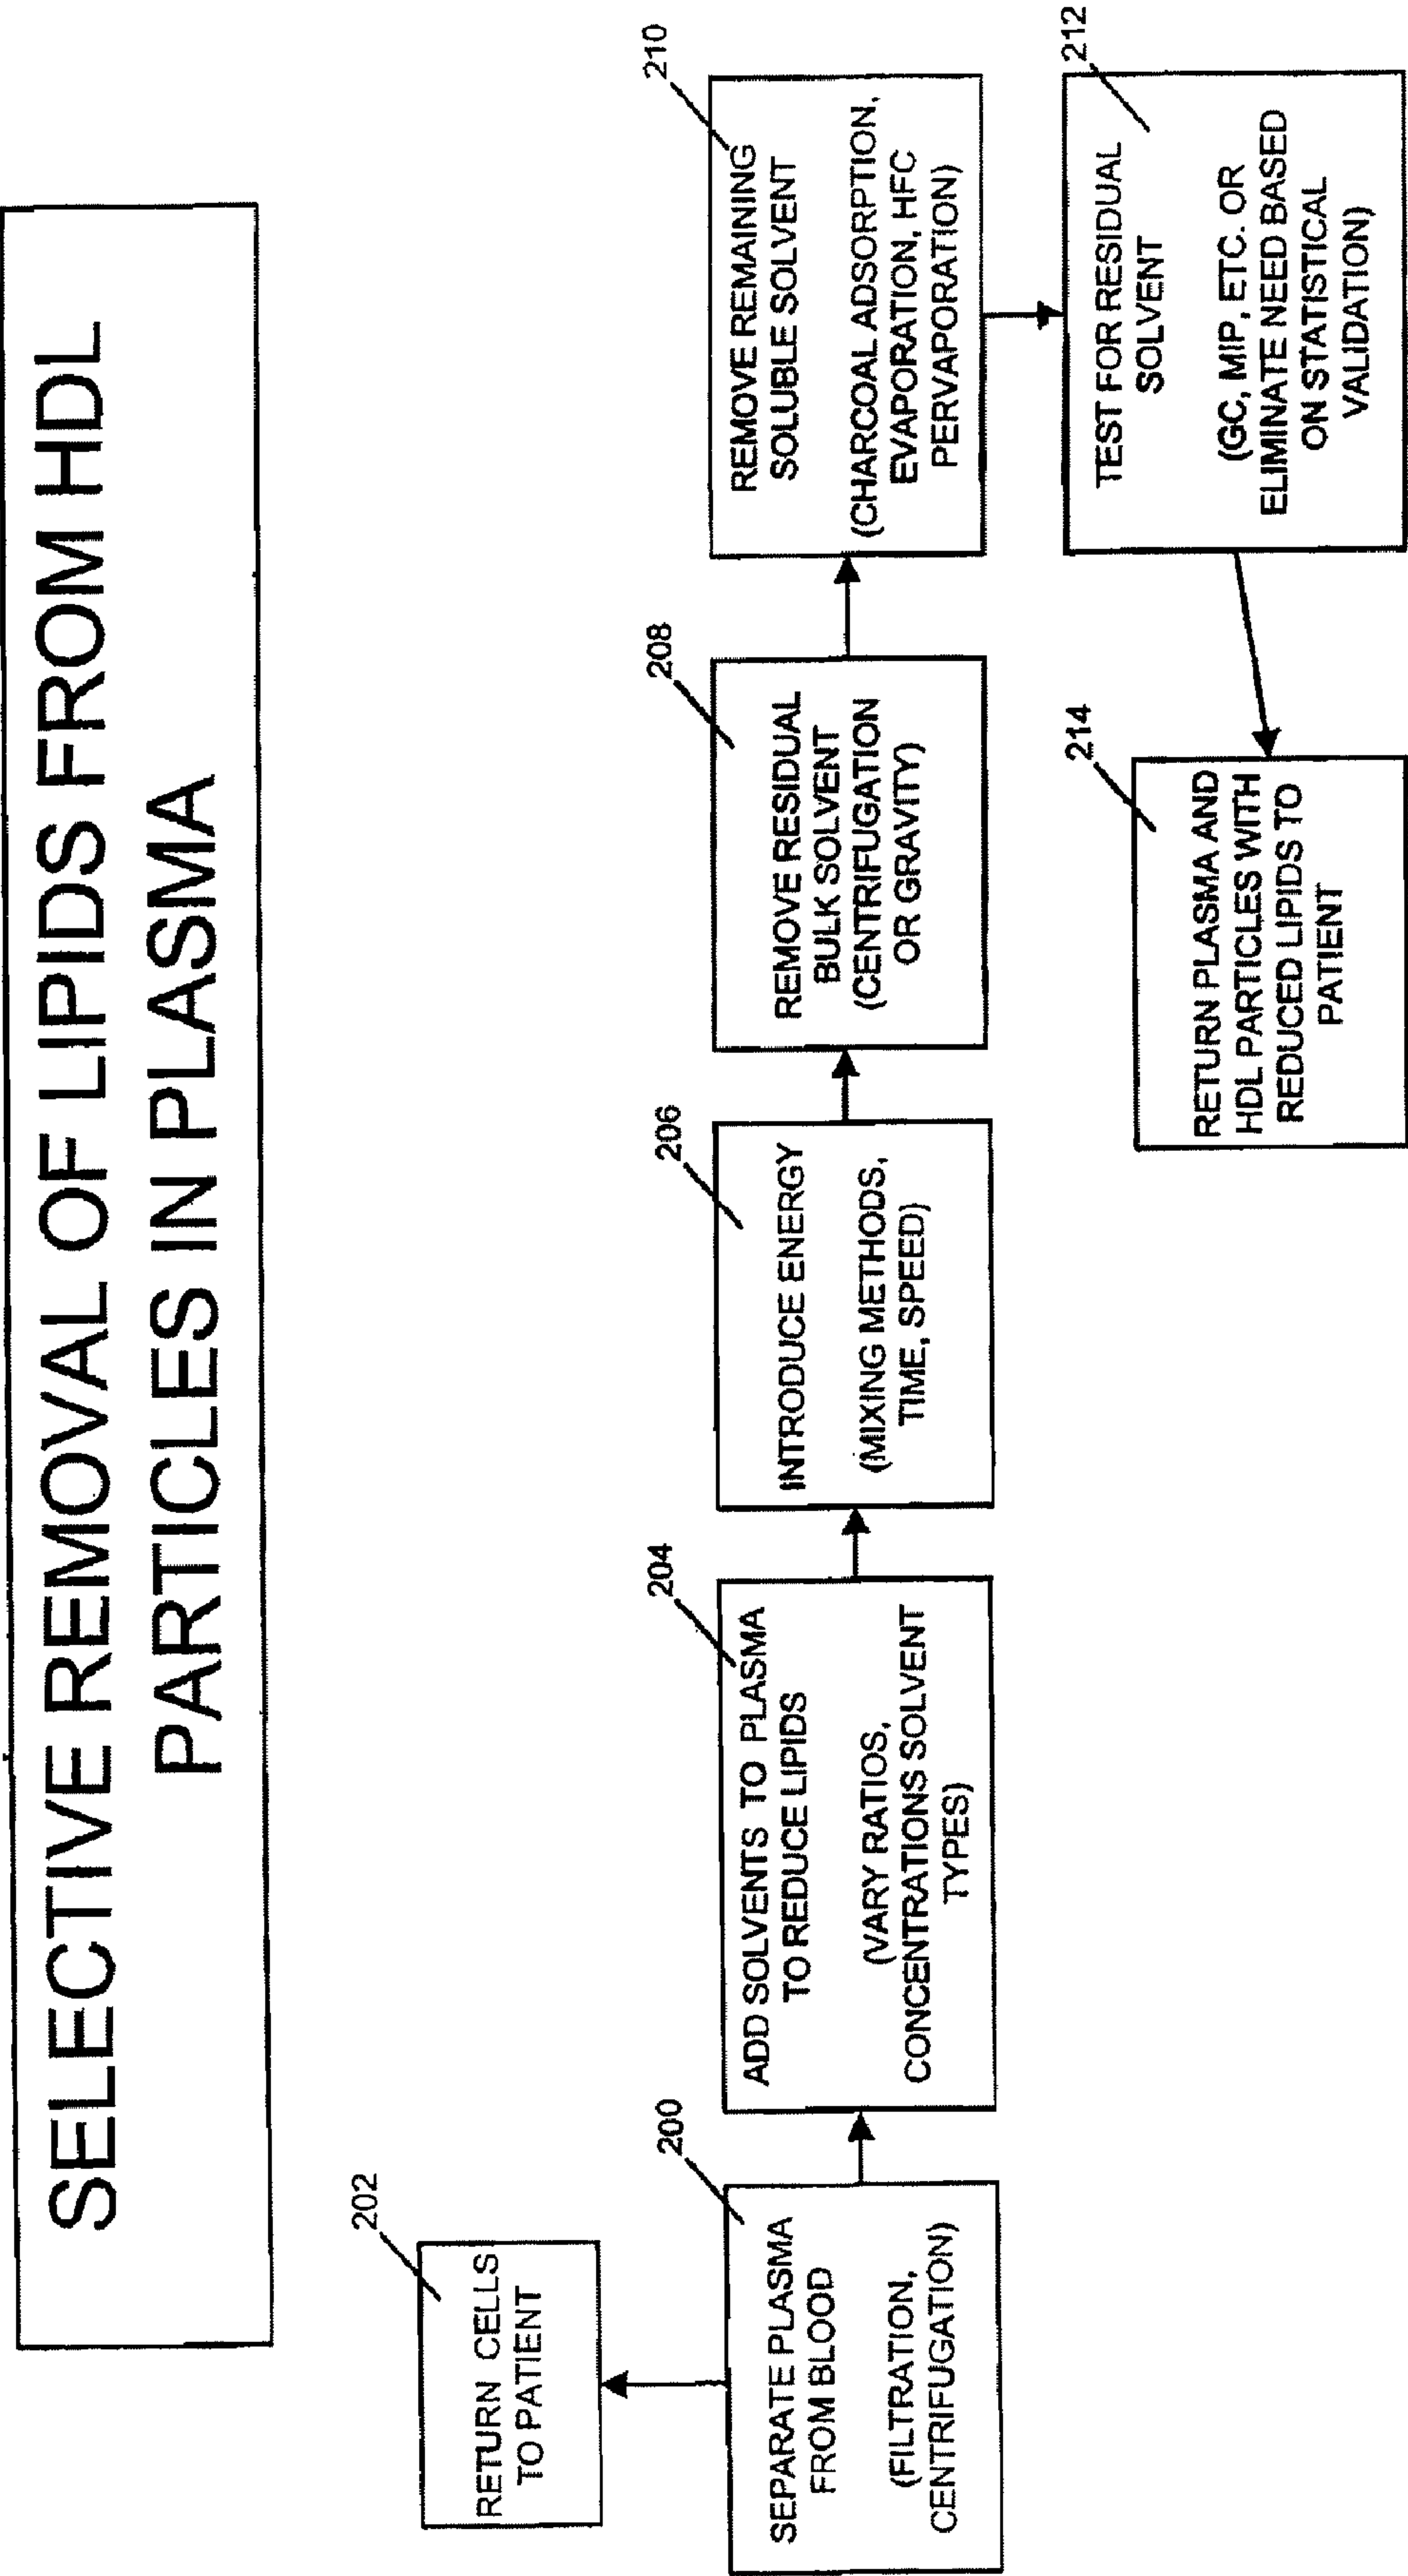 SELECTIVE REMOVAL OF LIPIDS FROM HDL
PARTICLES IN PLASMA
202
RETURN CELLS
TO PATIENT
200
SEPARATE PLASMA
FROM BLOOD
(FILTRATION,
CENTRIFUGATION)
204
ADD SOLVENTS TO PLASMA
TO REDUCE LIPIDS
(VARY RATIOS,
CONCENTRATIONS SOLVENT
TYPES)
206
INTRODUCE ENERGY
(MIXING METHODS,
TIME, SPEED)
208
REMOVE RESIDUAL
BULK SOLVENT
(CENTRIFUGATION
OR GRAVITY)
210
REMOVE REMAINING
SOLUBLE SOLVENT
(CHARCOAL ADSORPTION,
EVAPORATION, HFC
PERVAPORATION)
212
TEST FOR RESIDUAL
SOLVENT
(GC, MIP, ETC. OR
ELIMINATE NEED BASED
ON STATISTICAL
VALIDATION)
214
RETURN PLASMA AND
HDL PARTICLES WITH
REDUCED LIPIDS TO
PATIENT